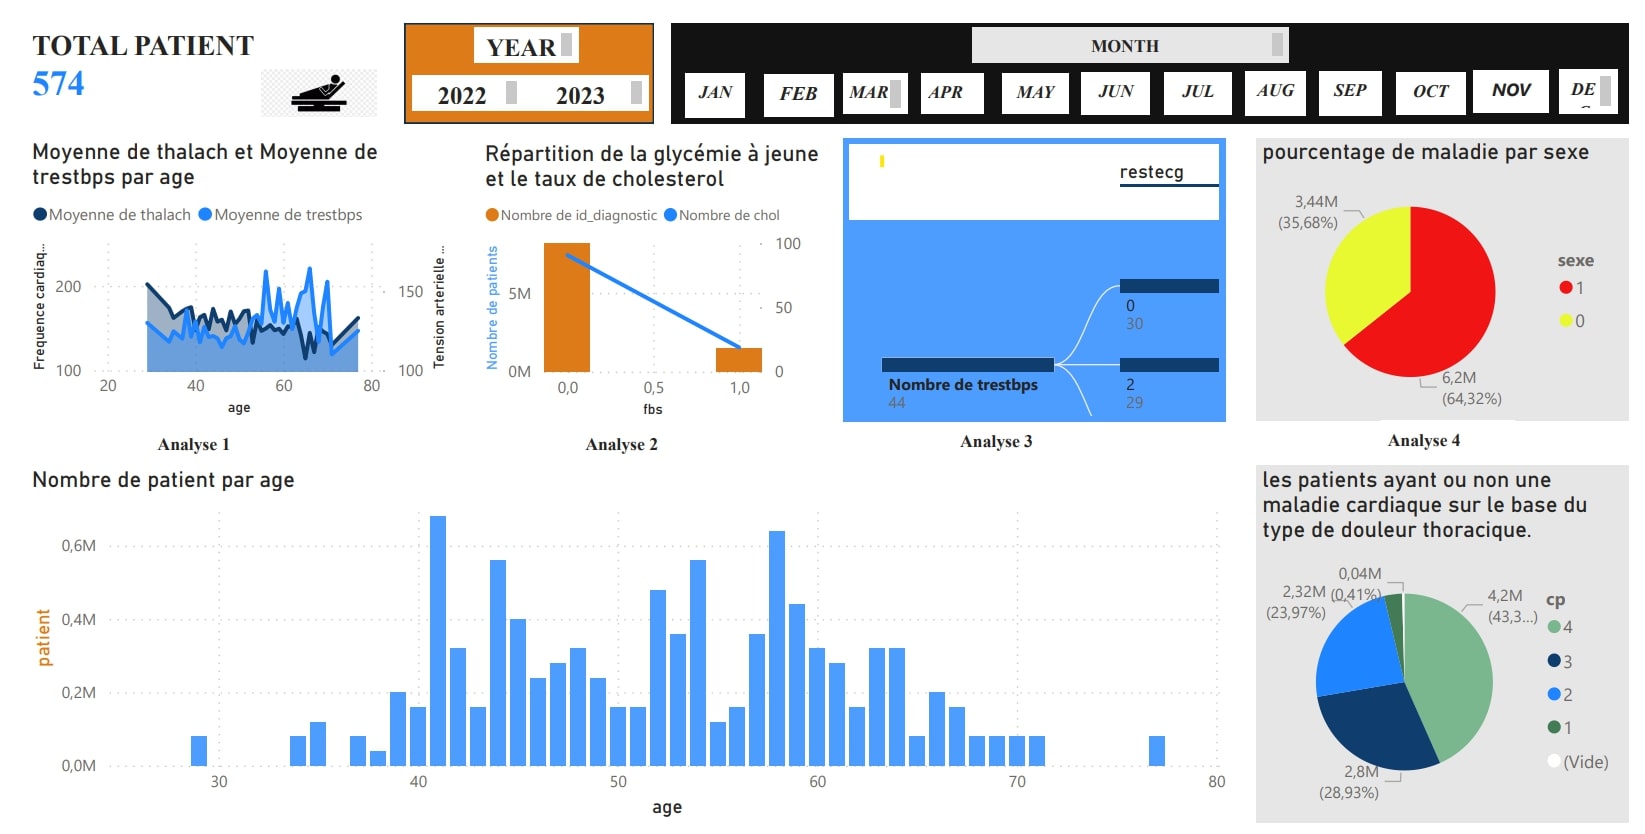 TOTAL PATIENT
574
YEAR
2022
2023
MONTH
JAN
FEB
MAR
APR
MAY
JUN
JUL
AUG
SEP
OCT
NOV
DE
Moyenne de thalach et Moyenne de
trestbps par age
Moyenne de thalach
Moyenne de trestbps
Frequence cardiaq...
200
100
20
40
60
80
age
150
100
Tension arterielle ...
Analyse 1
Répartition de la glycémie à jeune
et le taux de cholesterol
Nombre de id_diagnostic
Nombre de chol
Nombre de patients
5M
0M
0,0
0,5
1,0
fbs
100
50
0
Analyse 2
restecg
0
30
Nombre de trestbps
44
2
29
Analyse 3
pourcentage de maladie par sexe
3,44M
(35,68%)
6,2M
(64,32%)
sexe
1
0
Analyse 4
Nombre de patient par age
patient
0,6M
0,4M
0,2M
0,0M
30
40
50
60
70
80
age
les patients ayant ou non une
maladie cardiaque sur le base du
type de douleur thoracique.
0,04M
(0,41%)
2,32M
(23,97%)
4,2M
(43,3...)
2,8M
(28,93%)
cp
4
3
2
1
(Vide)